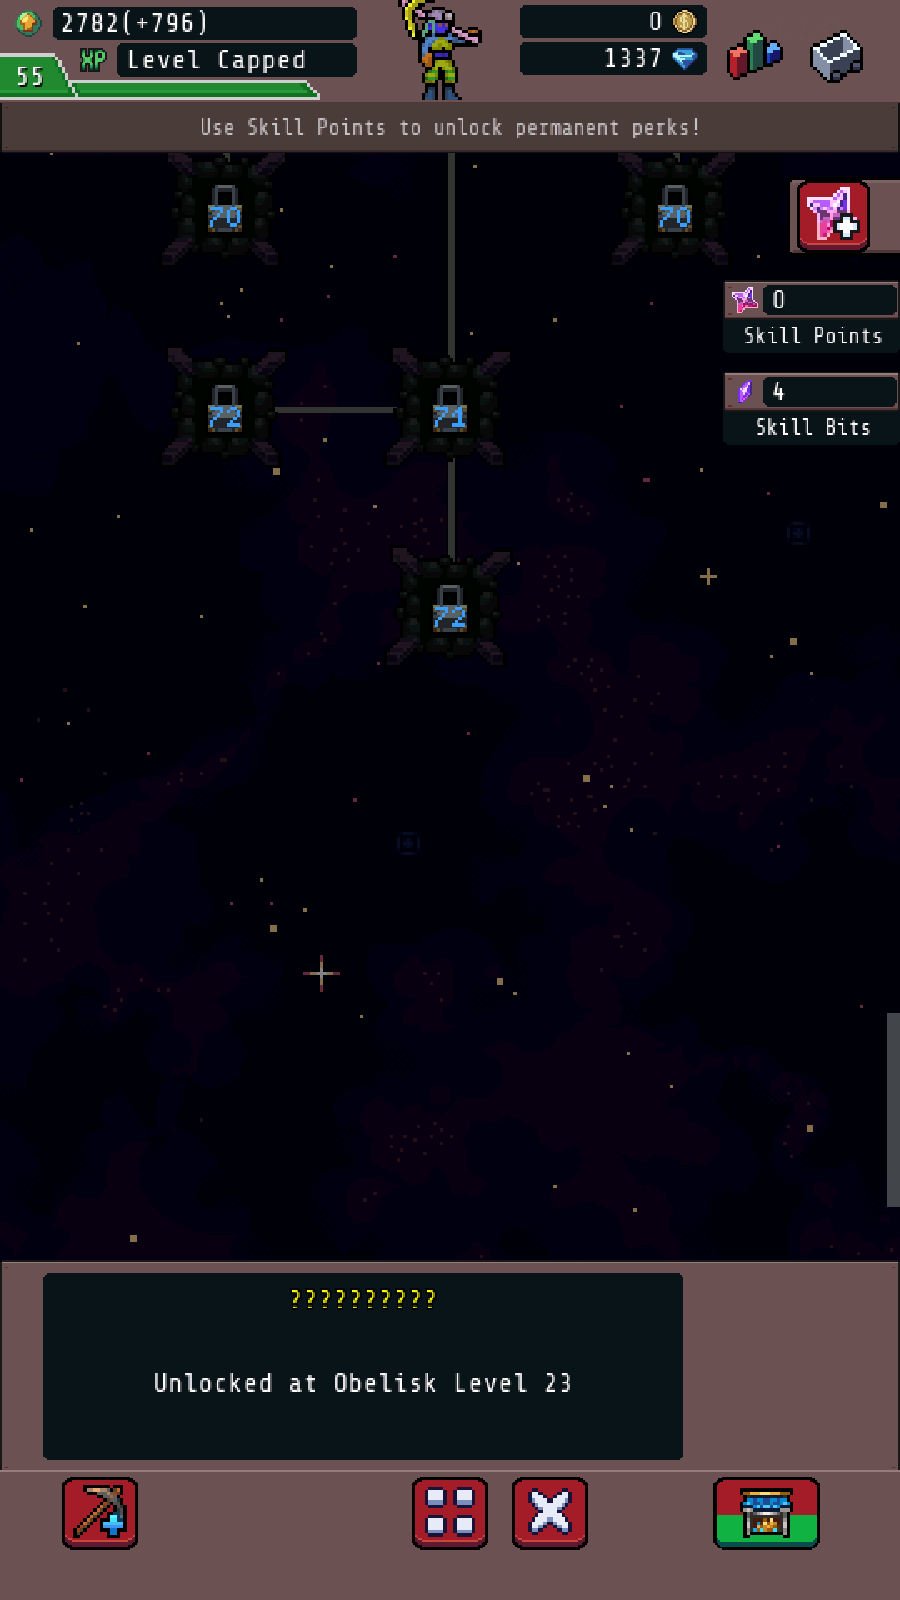 2782(+796)
0
XP Level Capped
1337
55
Use Skill Points to unlock permanent perks!
70
70
0
Skill Points
4
Skill Bits
72
71
72
??????????
Unlocked at Obelisk Level 23